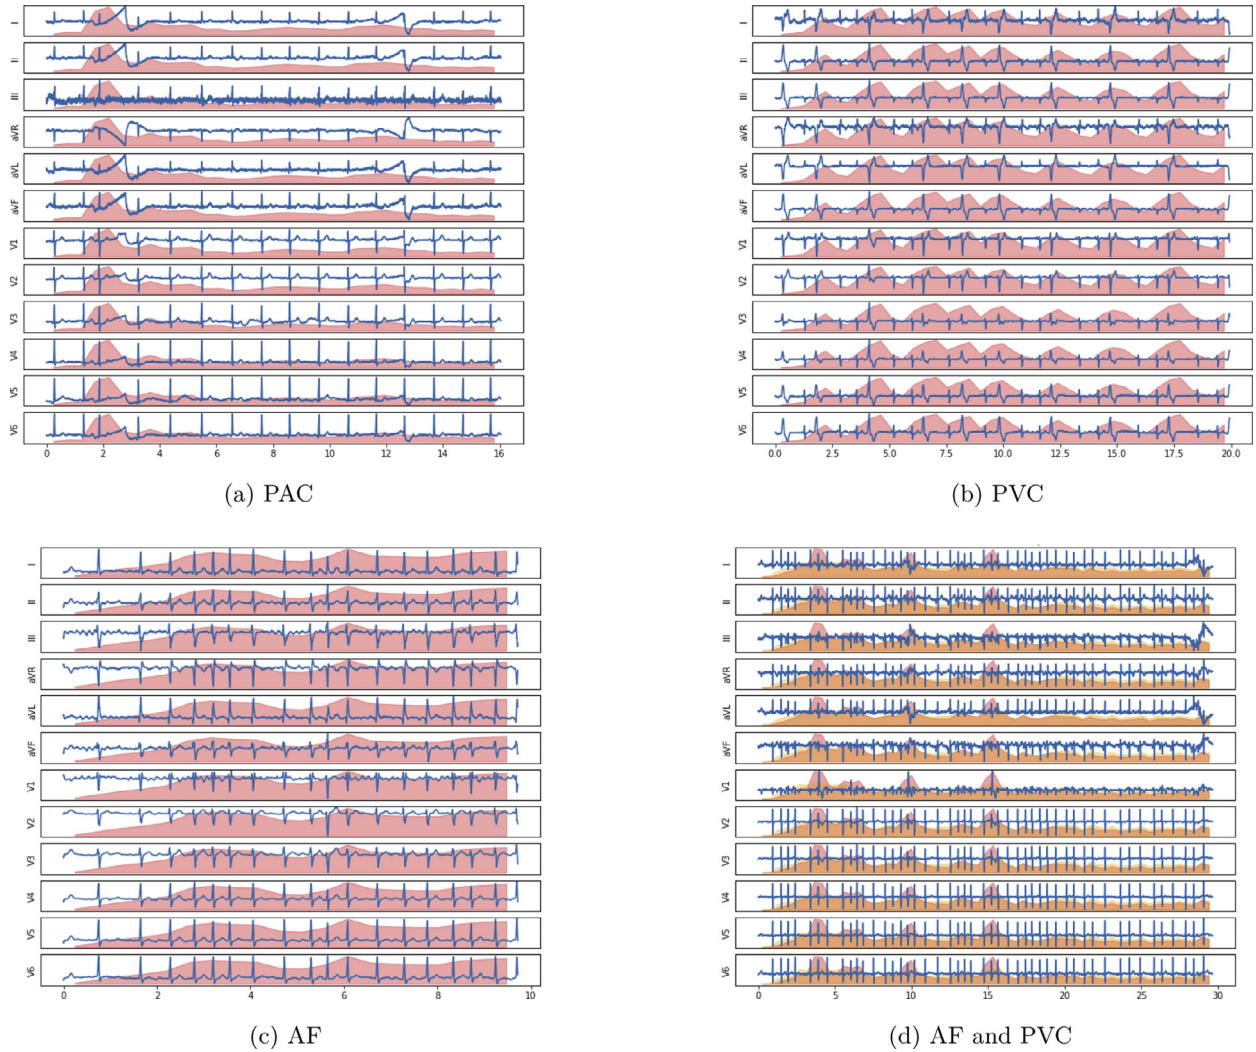 I
II
III
aVR
aVL
aVF
V1
V2
V3
V4
V5
V6
0 2 4 6 8 10 12 14 16
(a) PAC
I
II
III
aVR
aVL
aVF
V1
V2
V3
V4
V5
V6
0.0 2.5 5.0 7.5 10.0 12.5 15.0 17.5 20.0
(b) PVC
I
II
III
aVR
aVL
aVF
V1
V2
V3
V4
V5
V6
0 2 4 6 8 10
(c) AF
I
II
III
aVR
aVL
aVF
V1
V2
V3
V4
V5
V6
0 5 10 15 20 25 30
(d) AF and PVC